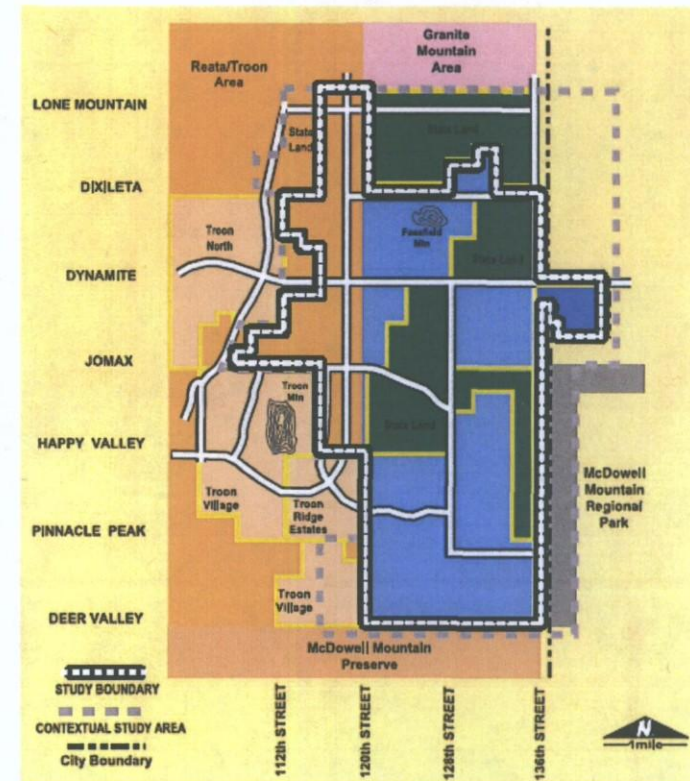 Granite
Mountain
Area
Reata/Troon
Area
LONE MOUNTAIN
State
Land
State Land
DIXILETA
Troon
North
Mtn
State Land
DYNAMITE
JOMAX
Troon
Mtn
State Land
HAPPY VALLEY
Troon
Village
Troon
Ridge
Estates
McDowell
Mountain
Regional
Park
PINNACLE PEAK
Troon
Village
DEER VALLEY
McDowell Mountain
Preserve
STUDY BOUNDARY
CONTEXTUAL STUDY AREA
City Boundary
112th STREET
120th STREET
128th STREET
136th STREET
N
1mile